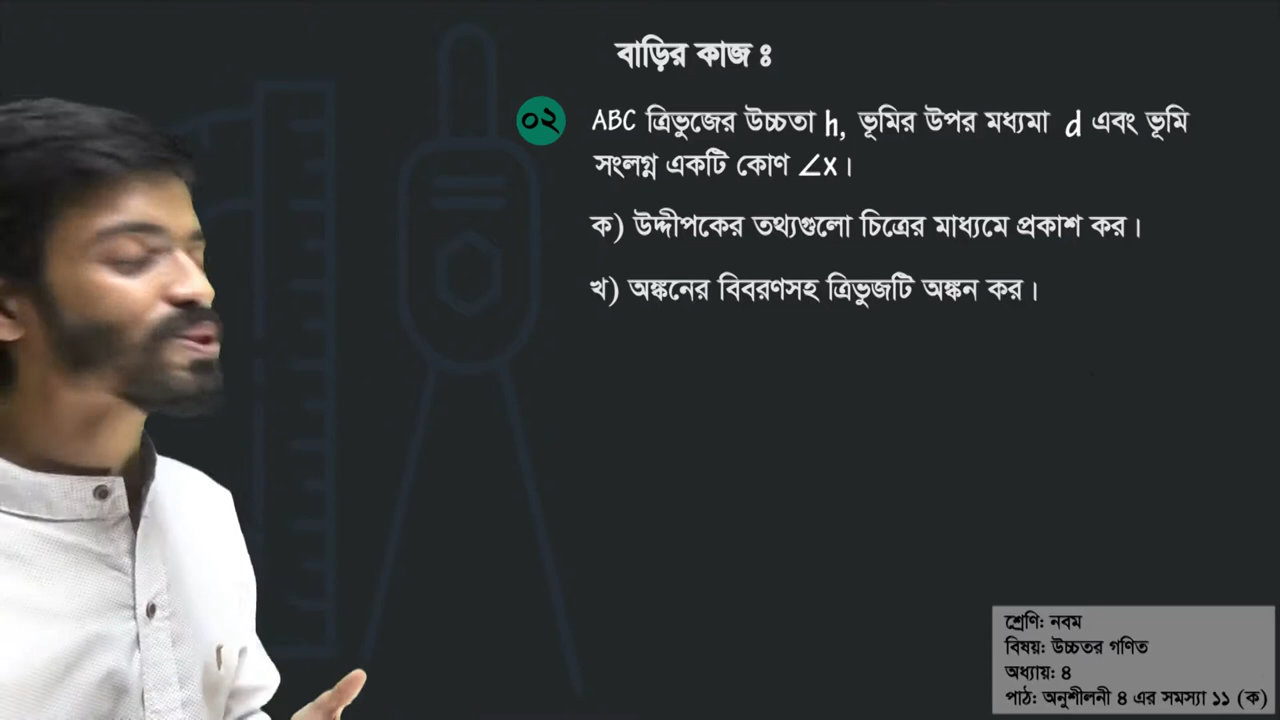 বাড়ির কাজ ঃ
০২ ABC ত্রিভুজের উচ্চতা h, ভূমির উপর মধ্যমা d এবং ভূমি
সংলগ্ন একটি কোণ ∠x।
ক) উদ্দীপকের তথ্যগুলো চিত্রের মাধ্যমে প্রকাশ কর।
খ) অঙ্কনের বিবরণসহ ত্রিভুজটি অঙ্কন কর।
শ্রেণি: নবম
বিষয়: উচ্চতর গণিত
অধ্যায়: ৪
পাঠ: অনুশীলনী ৪ এর সমস্যা ১১ (ক)